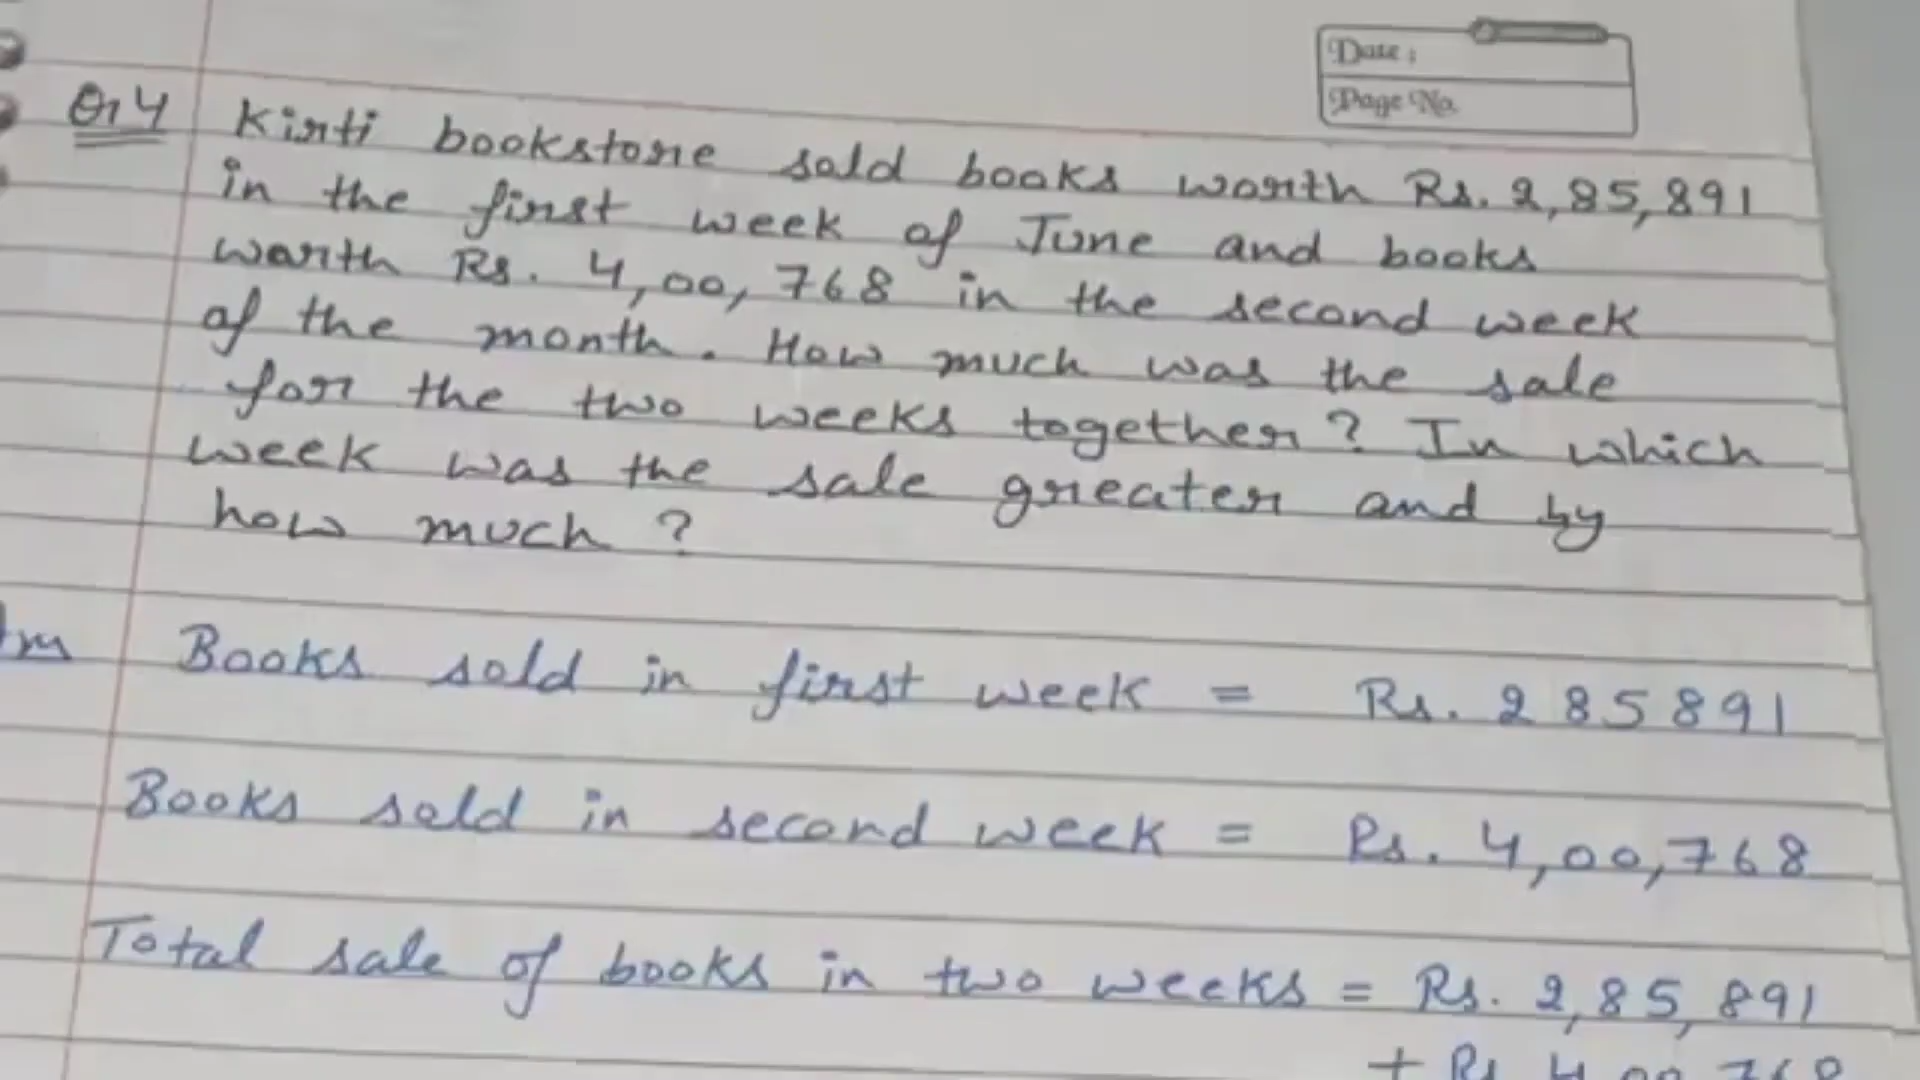 Date :
Page No.
Q14 Kirti bookstore sold books worth Rs. 2,85,891
in the first week of June and books
worth Rs. 4,00,768 in the second week
of the month. How much was the sale
for the two weeks together? In which
week was the sale greater and by
how much?
Books sold in first week = Rs. 285891
Books sold in second week = Rs. 4,00,768
Total sale of books in two weeks = Rs. 2,85,891
+ Rs 4,00,768